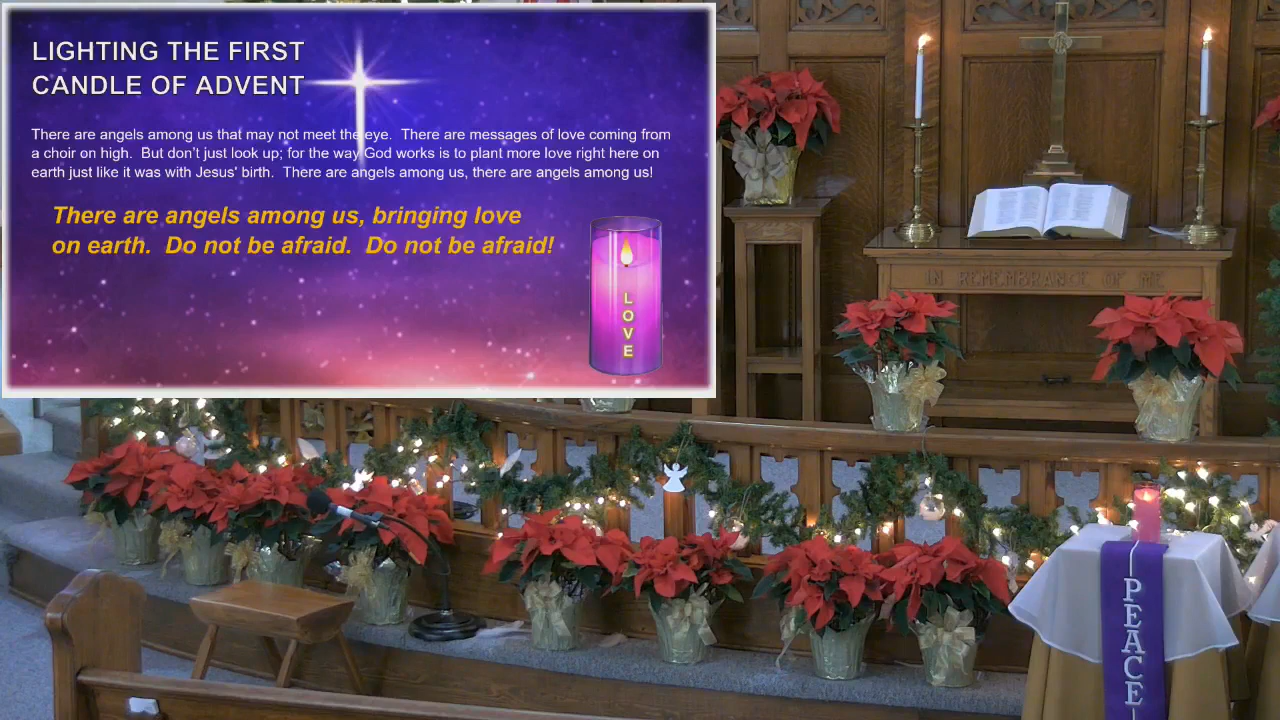 LIGHTING THE FIRST
CANDLE OF ADVENT
There are angels among us that may not meet the eye.  There are messages of love coming from
a choir on high.  But don't just look up; for the way God works is to plant more love right here on
earth just like it was with Jesus' birth.  There are angels among us, there are angels among us!
There are angels among us, bringing love
on earth.  Do not be afraid.  Do not be afraid!
L
O
V
E
IN REMEMBRANCE OF ME
PEACE